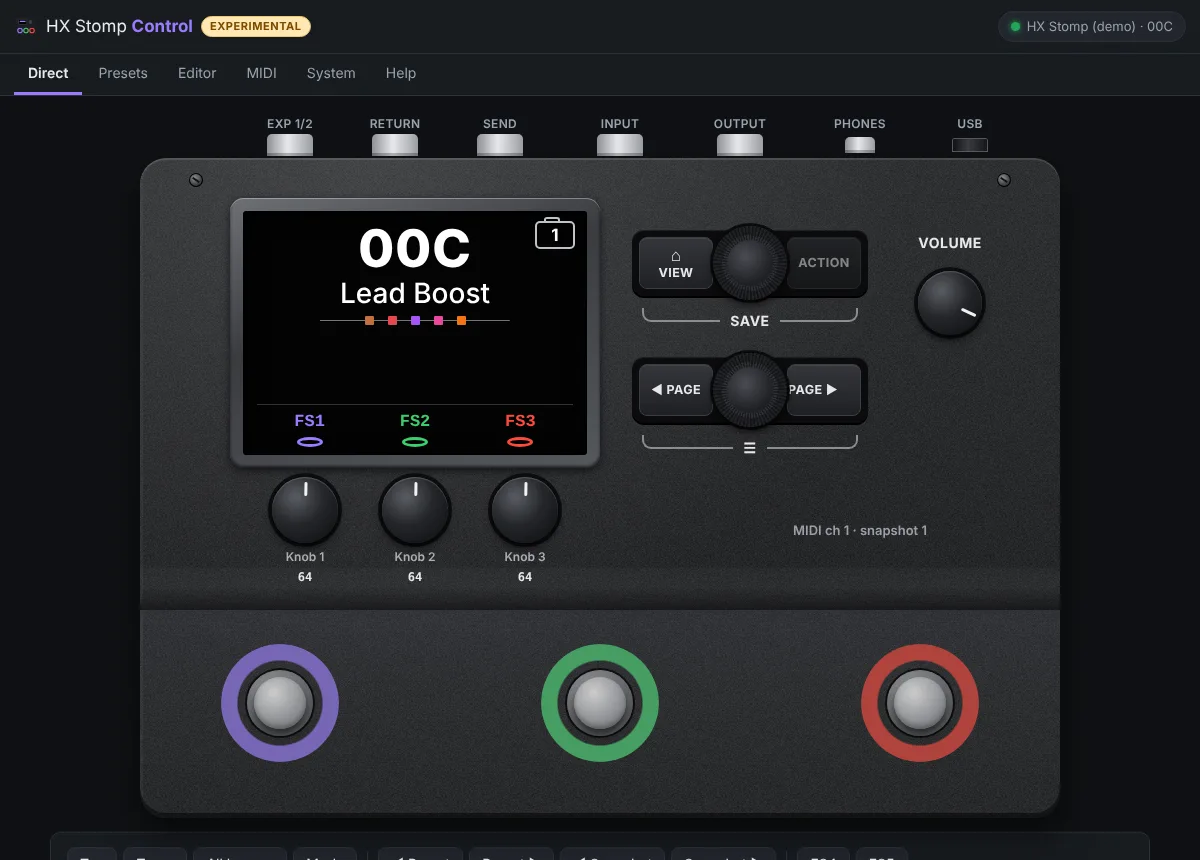 HX Stomp Control EXPERIMENTAL
HX Stomp (demo) · 00C
Direct Presets Editor MIDI System Help
EXP 1/2 RETURN SEND INPUT OUTPUT PHONES USB
00C
1
Lead Boost
FS1 FS2 FS3
VIEW ACTION
SAVE
VOLUME
◀ PAGE PAGE ▶
Knob 1 Knob 2 Knob 3
64 64 64
MIDI ch 1 · snapshot 1